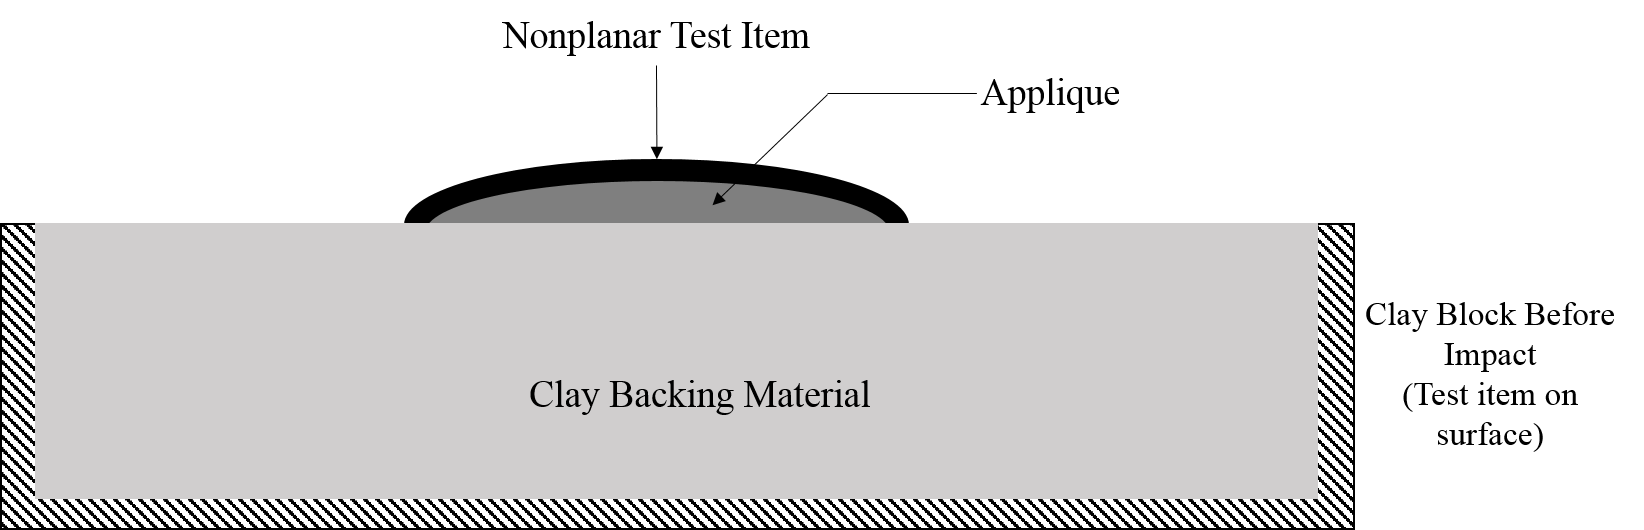 Nonplanar Test Item
Applique
Clay Block Before
Impact
(Test item on
surface)
Clay Backing Material